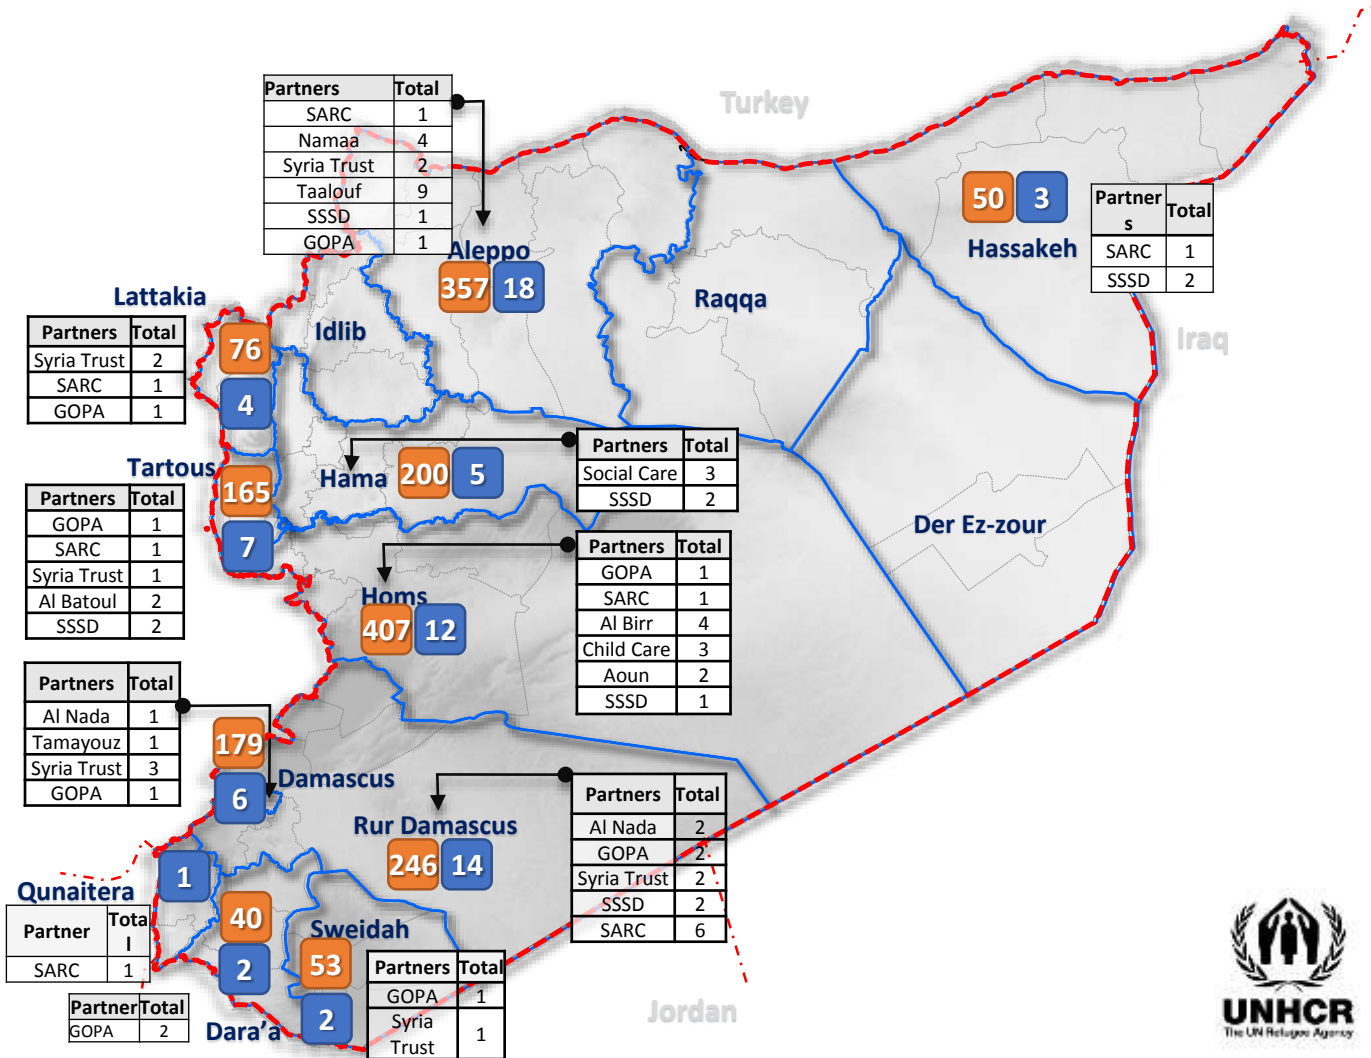 Turkey
Partners Total
SARC 1
Namaa 4
Syria Trust 2
Taalouf 9
SSSD 1
GOPA 1
Aleppo
357 18
50 3
Hassakeh
Partner
s
Total
SARC 1
SSSD 2
Raqqa
Iraq
Lattakia
Partners Total
Syria Trust 2
SARC 1
GOPA 1
76
4
Idlib
Tartous
165
7
Partners Total
GOPA 1
SARC 1
Syria Trust 1
Al Batoul 2
SSSD 2
Hama
200 5
Partners Total
Social Care 3
SSSD 2
Der Ez-zour
Homs
407 12
Partners Total
GOPA 1
SARC 1
Al Birr 4
Child Care 3
Aoun 2
SSSD 1
Partners Total
Al Nada 1
Tamayouz 1
Syria Trust 3
GOPA 1
179
6
Damascus
Rur Damascus
246 14
Partners Total
Al Nada 2
GOPA 2
Syria Trust 2
SSSD 2
SARC 6
1
Qunaitera
Partner
Tota
l
SARC 1
40
2
Partner Total
GOPA 2
Dara’a
Sweidah
53
2
Partners Total
GOPA 1
Syria
Trust
1
Jordan
UNHCR
The UN Refugee Agency